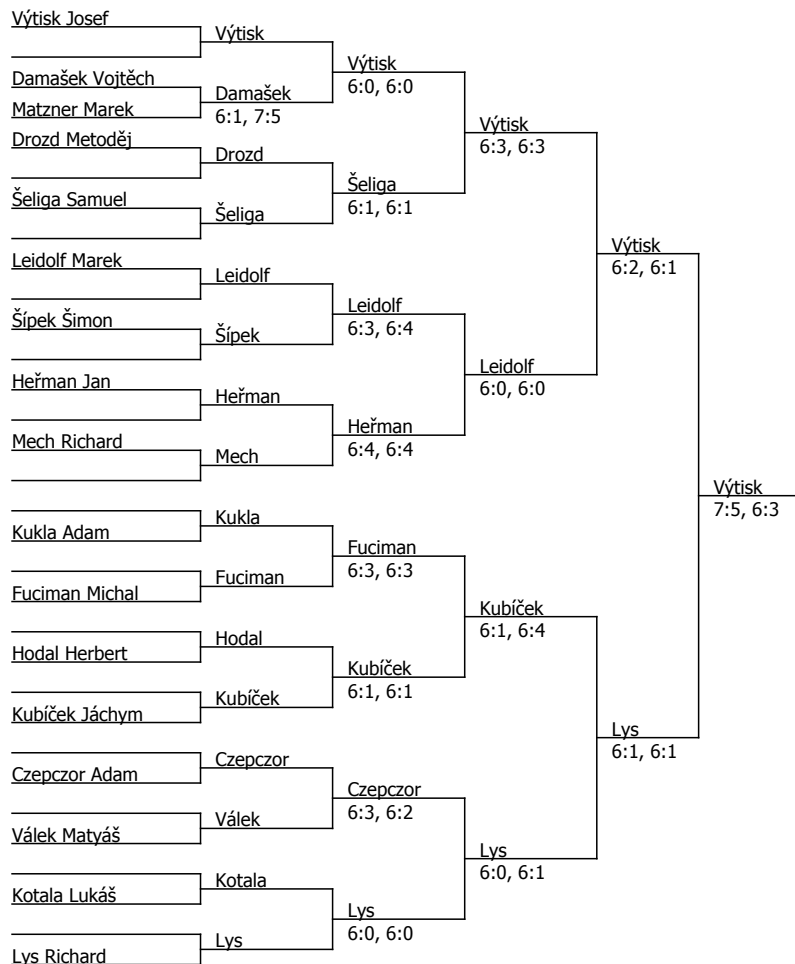 Výtisk Josef
Výtisk
Výtisk
6:0, 6:0
Damašek Vojtěch
Damašek
6:1, 7:5
Matzner Marek
Výtisk
6:3, 6:3
Drozd Metoděj
Drozd
Šeliga
6:1, 6:1
Šeliga Samuel
Šeliga
Výtisk
6:2, 6:1
Leidolf Marek
Leidolf
Leidolf
6:3, 6:4
Šípek Šimon
Šípek
Leidolf
6:0, 6:0
Heřman Jan
Heřman
Heřman
6:4, 6:4
Mech Richard
Mech
Výtisk
7:5, 6:3
Kukla Adam
Kukla
Fuciman
6:3, 6:3
Fuciman Michal
Fuciman
Kubíček
6:1, 6:4
Hodal Herbert
Hodal
Kubíček
6:1, 6:1
Kubíček Jáchym
Kubíček
Lys
6:1, 6:1
Czepczor Adam
Czepczor
Czepczor
6:3, 6:2
Válek Matyáš
Válek
Lys
6:0, 6:1
Kotala Lukáš
Kotala
Lys
6:0, 6:0
Lys Richard
Lys